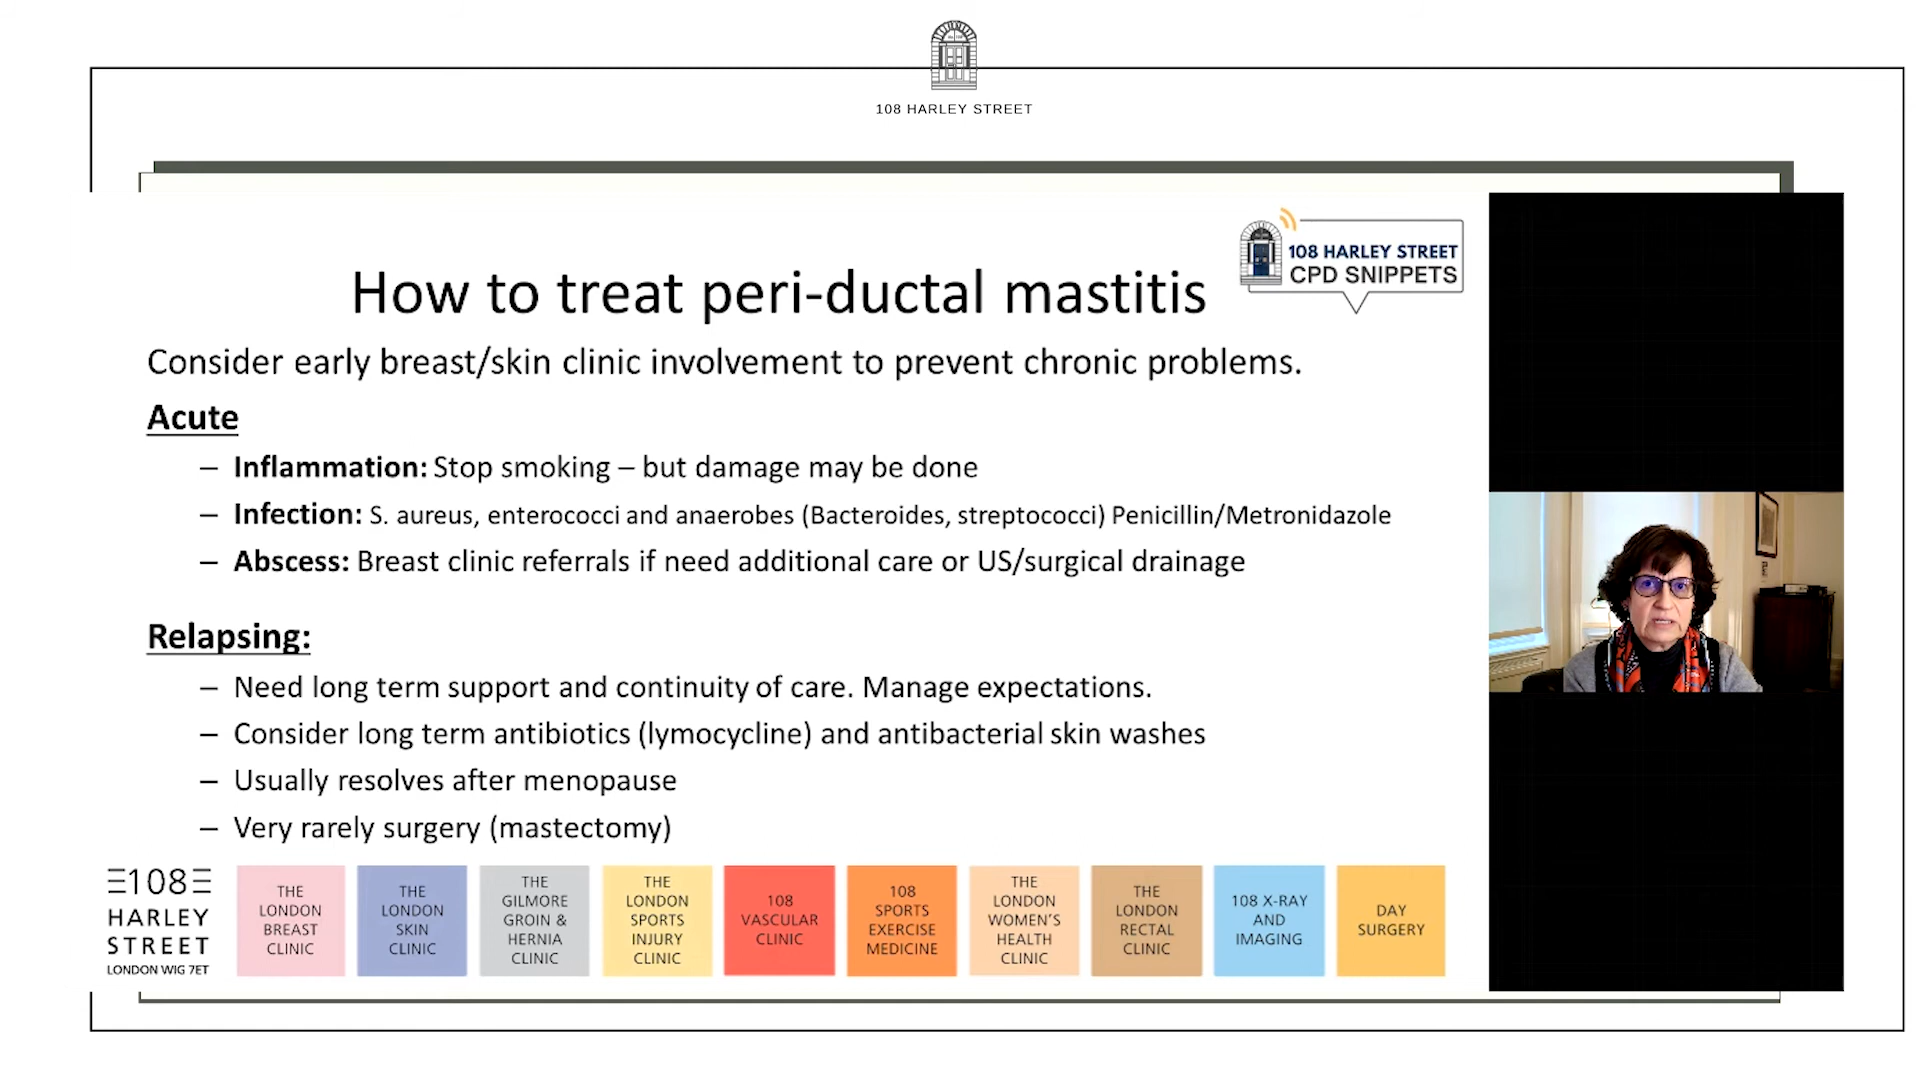 108 HARLEY STREET
108 HARLEY STREET
CPD SNIPPETS
How to treat peri-ductal mastitis
Consider early breast/skin clinic involvement to prevent chronic problems.
Acute
– Inflammation: Stop smoking – but damage may be done
– Infection: S. aureus, enterococci and anaerobes (Bacteroides, streptococci) Penicillin/Metronidazole
– Abscess: Breast clinic referrals if need additional care or US/surgical drainage
Relapsing:
– Need long term support and continuity of care. Manage expectations.
– Consider long term antibiotics (lymocycline) and antibacterial skin washes
– Usually resolves after menopause
– Very rarely surgery (mastectomy)
108
HARLEY
STREET
LONDON W1G 7ET
THE
LONDON
BREAST
CLINIC
THE
LONDON
SKIN
CLINIC
THE
GILMORE
GROIN &
HERNIA
CLINIC
THE
LONDON
SPORTS
INJURY
CLINIC
108
VASCULAR
CLINIC
108
SPORTS
EXERCISE
MEDICINE
THE
LONDON
WOMEN'S
HEALTH
CLINIC
THE
LONDON
RECTAL
CLINIC
108 X-RAY
AND
IMAGING
DAY
SURGERY